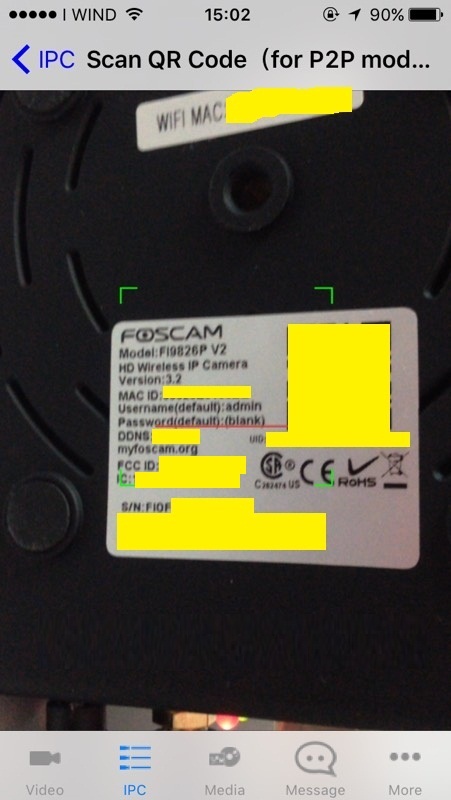 I WIND 15:02 90%
IPC Scan QR Code (for P2P mod...
WIFI MAC:
FOSCAM
Model:FI9826P V2
HD Wireless IP Camera
Version:3.2
MAC ID:
Username(default):admin
Password(default):(blank)
DDNS:
myfoscam.org
UID:
FCC ID:
IC:
C US
CE
RoHS
S/N:FI0F
Video IPC Media Message More